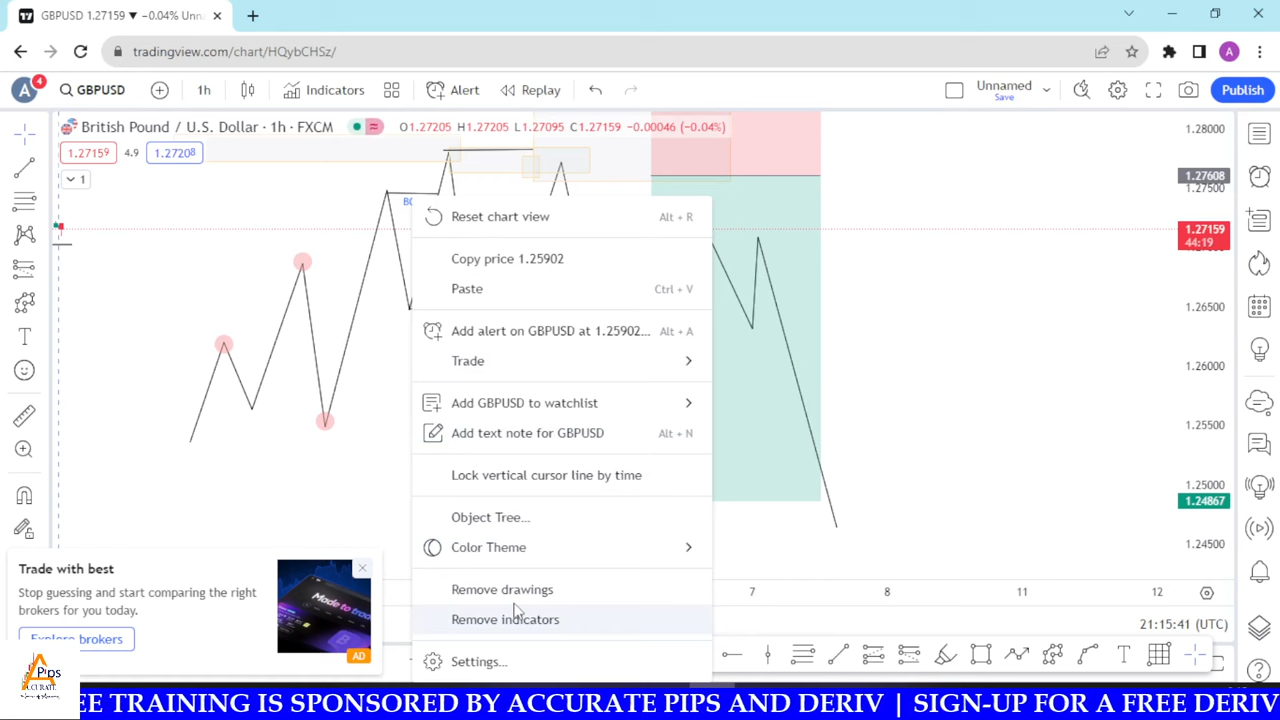 GBPUSD 1.27159 ▼ −0.04% Unna
tradingview.com/chart/HQybCHSz/
A
A
4
GBPUSD
1h
Indicators
Alert
Replay
Unnamed
Save
Publish
British Pound / U.S. Dollar · 1h · FXCM
O1.27205 H1.27205 L1.27095 C1.27159 −0.00046 (−0.04%)
1.27159
4.9
1.27208
1
Reset chart view Alt + R
Copy price 1.25902
Paste Ctrl + V
Add alert on GBPUSD at 1.25902... Alt + A
Trade
Add GBPUSD to watchlist
Add text note for GBPUSD Alt + N
Lock vertical cursor line by time
Object Tree...
Color Theme
Remove drawings
Remove indicators
Settings...
1.28000
1.27608
1.27500
1.27159
44:19
1.26500
1.26000
1.25500
1.25000
1.24867
1.24500
7
8
11
12
21:15:41 (UTC)
Trade with best
Stop guessing and start comparing the right
brokers for you today.
Explore brokers
Made to
AD
Pips
ACCURATE
EE TRAINING IS SPONSORED BY ACCURATE PIPS AND DERIV | SIGN-UP FOR A FREE DERIV